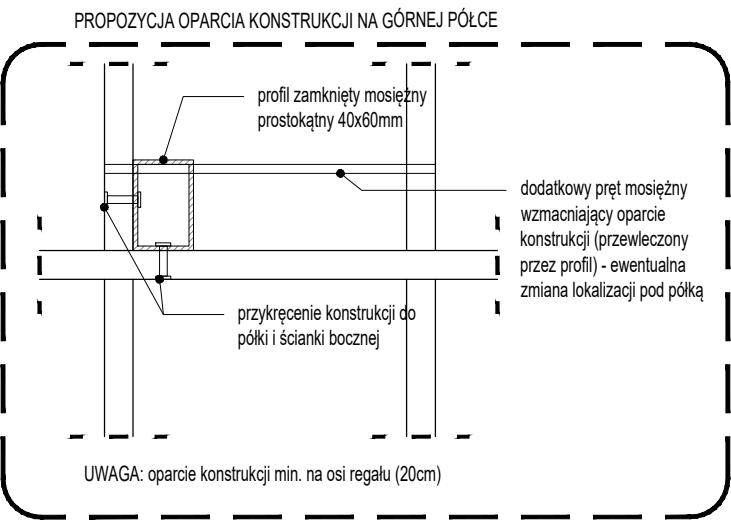 PROPOZYCJA OPARCIA KONSTRUKCJI NA GÓRNEJ PÓŁCE
profil zamknięty mosiężny
prostokątny 40x60mm
dodatkowy pręt mosiężny
wzmacniający oparcie
konstrukcji (przewleczony
przez profil) - ewentualna
zmiana lokalizacji pod półką
przykręcenie konstrukcji do
półki i ścianki bocznej
UWAGA: oparcie konstrukcji min. na osi regału (20cm)